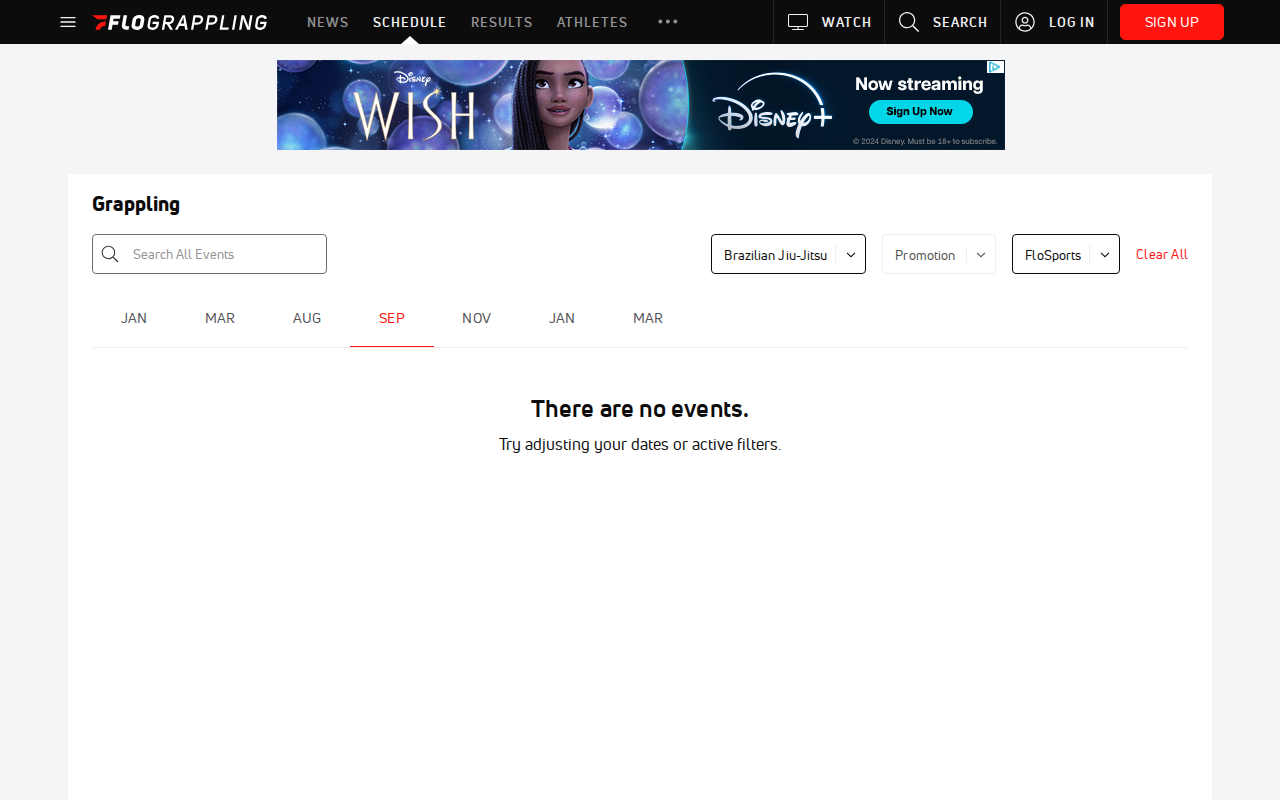 FLOGRAPPLING
NEWS
SCHEDULE
RESULTS
ATHLETES
WATCH
SEARCH
LOG IN
SIGN UP
Disney
WISH
Disney+
Now streaming
Sign Up Now
© 2024 Disney. Must be 18+ to subscribe.
Grappling
Search All Events
Brazilian Jiu-Jitsu
Promotion
FloSports
Clear All
JAN
MAR
AUG
SEP
NOV
JAN
MAR
There are no events.
Try adjusting your dates or active filters.